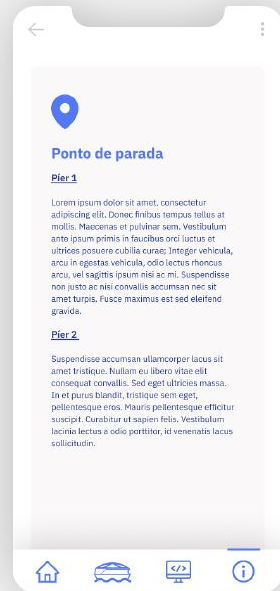 Ponto de parada
Píer 1
Lorem ipsum dolor sit amet, consectetur
adipiscing elit. Donec finibus tempus tellus at
mollis. Maecenas et pulvinar sem. Vestibulum
ante ipsum primis in faucibus orci luctus et
ultrices posuere cubilia curae; Integer vehicula,
arcu in egestas vehicula, odio lectus rhoncus
arcu, vel sagittis ipsum nisi ac mi. Suspendisse
non justo ac nisi convallis accumsan nec sit
amet turpis. Fusce maximus est sed eleifend
gravida.
Píer 2
Suspendisse accumsan ullamcorper lacus sit
amet tristique. Nullam eu libero vitae elit
consequat convallis. Sed eget ultricies massa.
In et purus blandit, tristique sem eget,
pellentesque eros. Mauris pellentesque efficitur
suscipit. Curabitur ut sapien felis. Vestibulum
lacinia lectus a odio porttitor, id venenatis lacus
sollicitudin.